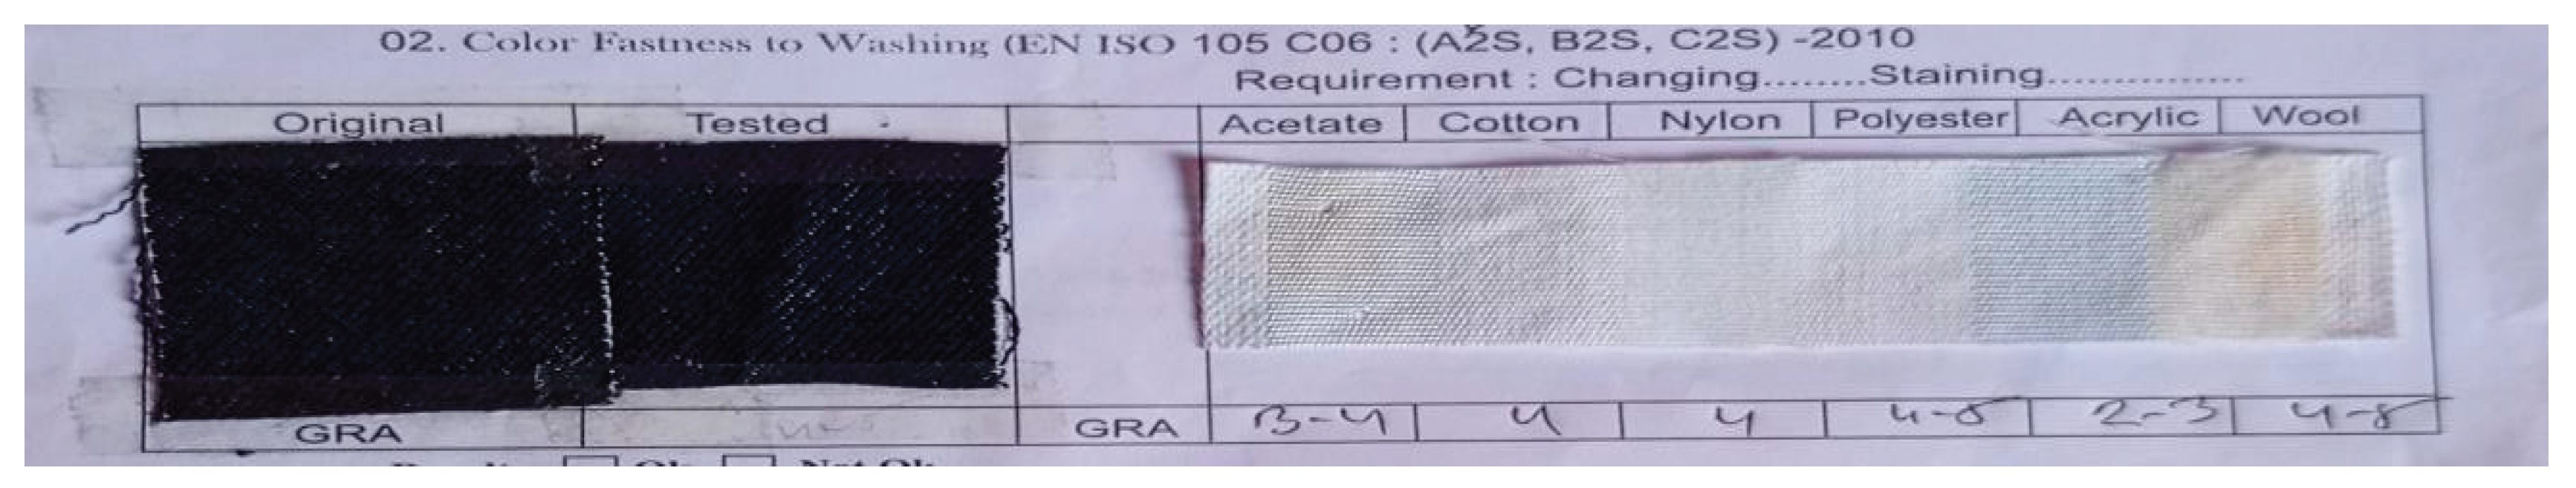 02. Color Fastness to Washing (EN ISO 105 C06 : (A2S, B2S, C2S) -2010
Requirement : Changing........Staining...............
Original Tested Acetate Cotton Nylon Polyester Acrylic Wool
GRA GRA 3-4 4 4 4-5 2-3 4-5